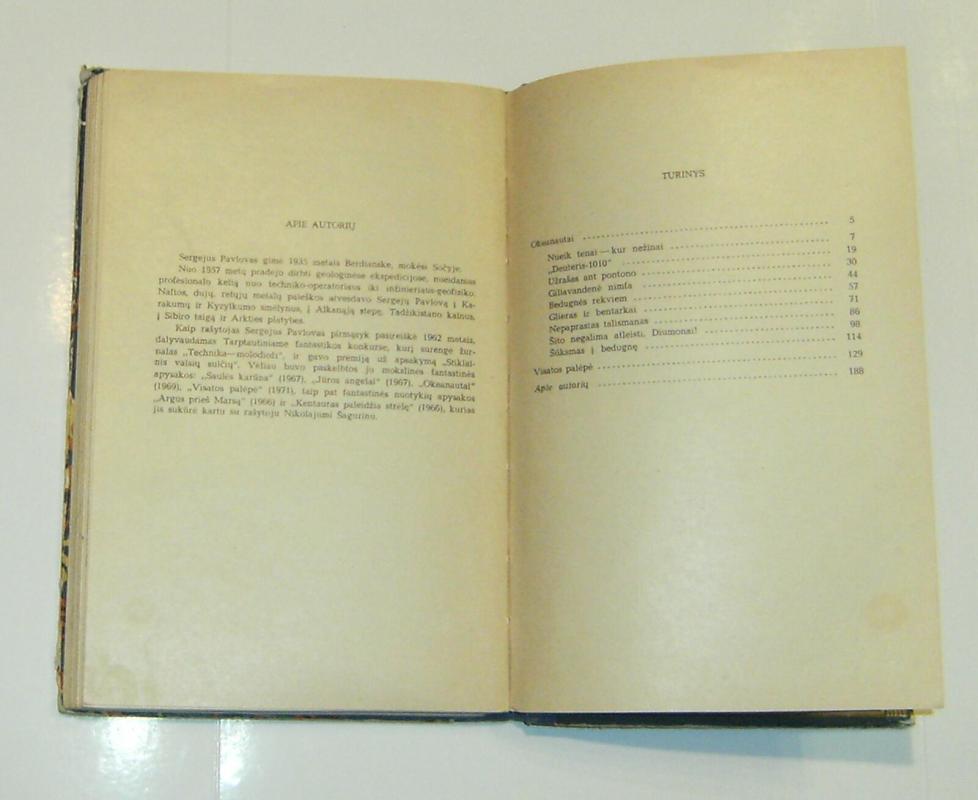 APIE AUTORIŲ
Sergejus Pavlovas gimė 1935 metais Berdianske, mokėsi Sočyje.
Nuo 1957 metų pradėjo dirbti geologinėse ekspedicijose, nueidamas
profesionalo kelią nuo techniko-operatoriaus iki inžinieriaus-geofiziko.
Naftos, dujų, retųjų metalų paieškos atvesdavo Sergejų Pavlovą į Ka-
rakumų ir Kyzylkumo smėlynus, į Alkanąją stepę, Tadžikistano kalnus,
į Sibiro taigą ir Arkties platybes.
Kaip rašytojas Sergejus Pavlovas pirmąsyk pasireiškė 1962 metais,
dalyvaudamas Tarptautiniame fantastikos konkurse, kurį surengė žur-
nalas „Technika—molodioži", ir gavo premiją už apsakymą „Stiklai-
nis vaisių sulčių". Vėliau buvo paskelbtos jo mokslinės fantastinės
apysakos: „Saulės karūna" (1967), „Jūros angelai" (1967), „Okeanautai"
(1969), „Visatos palėpė" (1971), taip pat fantastinės nuotykių apysakos
„Argus prieš Marsą" (1966) ir „Kentauras paleidžia strėlę" (1966), kurias
jis sukūrė kartu su rašytoju Nikolajumi Šagurinu.
TURINYS
Okeanautai 5
Nueik tenai — kur nežinai 7
„Deuteris-1010" 19
Užrašas ant pontono 30
Giliavandenė nimfa 44
Bedugnės rekviem 57
Glieras ir bentarkai 71
Nepaprastas talismanas 86
Šito negalima atleisti, Diumonai! 98
Šūksmas į bedugnę 114
Visatos palėpė 129
Apie autorių 188